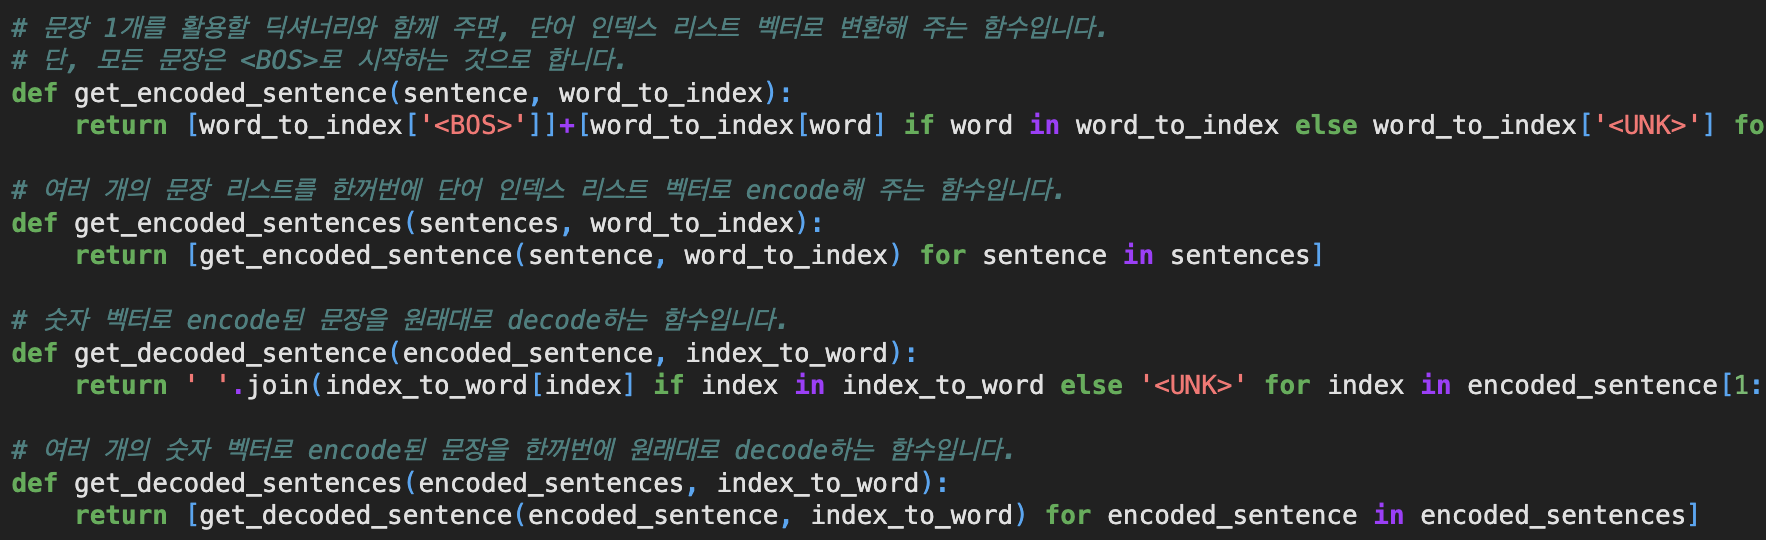 # 문장 1개를 활용할 딕셔너리와 함께 주면, 단어 인덱스 리스트 벡터로 변환해 주는 함수입니다.
# 단, 모든 문장은 <BOS>로 시작하는 것으로 합니다.
def get_encoded_sentence(sentence, word_to_index):
    return [word_to_index['<BOS>']]+[word_to_index[word] if word in word_to_index else word_to_index['<UNK>'] fo
# 여러 개의 문장 리스트를 한꺼번에 단어 인덱스 리스트 벡터로 encode해 주는 함수입니다.
def get_encoded_sentences(sentences, word_to_index):
    return [get_encoded_sentence(sentence, word_to_index) for sentence in sentences]
# 숫자 벡터로 encode된 문장을 원래대로 decode하는 함수입니다.
def get_decoded_sentence(encoded_sentence, index_to_word):
    return ' '.join(index_to_word[index] if index in index_to_word else '<UNK>' for index in encoded_sentence[1:
# 여러 개의 숫자 벡터로 encode된 문장을 한꺼번에 원래대로 decode하는 함수입니다.
def get_decoded_sentences(encoded_sentences, index_to_word):
    return [get_decoded_sentence(encoded_sentence, index_to_word) for encoded_sentence in encoded_sentences]